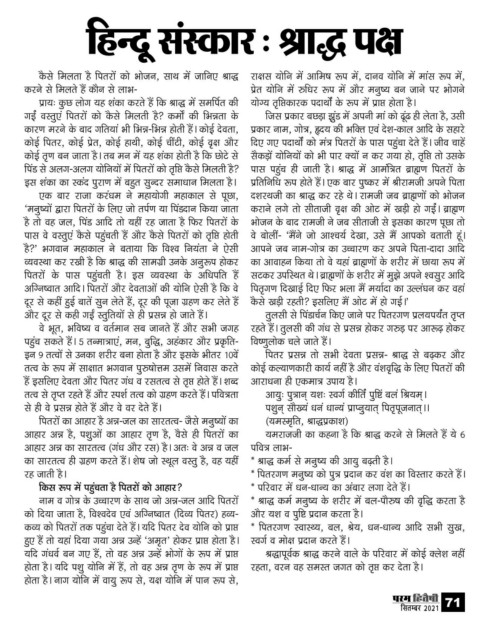 हिन्दू संस्कार : श्राद्ध पक्ष
कैसे मिलता है पितरों को भोजन, साथ में जानिए श्राद्ध
करने से मिलते हैं कौन से लाभ-
प्रायः कुछ लोग यह शंका करते हैं कि श्राद्ध में समर्पित की
गईं वस्तुएं पितरों को कैसे मिलती है? कर्मों की भिन्नता के
कारण मरने के बाद गतियां भी भिन्न-भिन्न होती हैं। कोई देवता,
कोई पितर, कोई प्रेत, कोई हाथी, कोई चींटी, कोई वृक्ष और
कोई तृण बन जाता है। तब मन में यह शंका होती है कि छोटे से
पिंड से अलग-अलग योनियों में पितरों को तृप्ति कैसे मिलती है?
इस शंका का स्कंद पुराण में बहुत सुन्दर समाधान मिलता है।
एक बार राजा करंधम ने महायोगी महाकाल से पूछा,
'मनुष्यों द्वारा पितरों के लिए जो तर्पण या पिंडदान किया जाता
है तो वह जल, पिंड आदि तो यहीं रह जाता है फिर पितरों के
पास वे वस्तुएं कैसे पहुंचती हैं और कैसे पितरों को तृप्ति होती
है?' भगवान महाकाल ने बताया कि विश्व नियंता ने ऐसी
व्यवस्था कर रखी है कि श्राद्ध की सामग्री उनके अनुरूप होकर
पितरों के पास पहुंचती है। इस व्यवस्था के अधिपति हैं
अग्निष्वात आदि। पितरों और देवताओं की योनि ऐसी है कि वे
दूर से कही हुई बातें सुन लेते हैं, दूर की पूजा ग्रहण कर लेते हैं
और दूर से कही गईं स्तुतियों से ही प्रसन्न हो जाते हैं।
वे भूत, भविष्य व वर्तमान सब जानते हैं और सभी जगह
पहुंच सकते हैं। 5 तन्मात्राएं, मन, बुद्धि, अहंकार और प्रकृति-
इन 9 तत्वों से उनका शरीर बना होता है और इसके भीतर 10वें
तत्व के रूप में साक्षात भगवान पुरुषोत्तम उसमें निवास करते
हैं इसलिए देवता और पितर गंध व रसतत्व से तृप्त होते हैं। शब्द
तत्व से तृप्त रहते हैं और स्पर्श तत्व को ग्रहण करते हैं। पवित्रता
से ही वे प्रसन्न होते हैं और वे वर देते हैं।
पितरों का आहार है अन्न-जल का सारतत्व- जैसे मनुष्यों का
आहार अन्न है, पशुओं का आहार तृण है, वैसे ही पितरों का
आहार अन्न का सारतत्व (गंध और रस) है। अतः वे अन्न व जल
का सारतत्व ही ग्रहण करते हैं। शेष जो स्थूल वस्तु है, वह यहीं
रह जाती है।
किस रूप में पहुंचता है पितरों को आहार?
नाम व गोत्र के उच्चारण के साथ जो अन्न-जल आदि पितरों
को दिया जाता है, विश्वदेव एवं अग्निष्वात (दिव्य पितर) हव्य-
कव्य को पितरों तक पहुंचा देते हैं। यदि पितर देव योनि को प्राप्त
हुए हैं तो यहां दिया गया अन्न उन्हें 'अमृत' होकर प्राप्त होता है।
यदि गंधर्व बन गए हैं, तो वह अन्न उन्हें भोगों के रूप में प्राप्त
होता है। यदि पशु योनि में हैं, तो वह अन्न तृण के रूप में प्राप्त
होता है। नाग योनि में वायु रूप से, यक्ष योनि में पान रूप से,
राक्षस योनि में आमिष रूप में, दानव योनि में मांस रूप में,
प्रेत योनि में रुधिर रूप में और मनुष्य बन जाने पर भोगने
योग्य तृप्तिकारक पदार्थों के रूप में प्राप्त होता है।
जिस प्रकार बछड़ा झुंड में अपनी मां को ढूंढ ही लेता है, उसी
प्रकार नाम, गोत्र, हृदय की भक्ति एवं देश-काल आदि के सहारे
दिए गए पदार्थों को मंत्र पितरों के पास पहुंचा देते हैं। जीव चाहें
सैकड़ों योनियों को भी पार क्यों न कर गया हो, तृप्ति तो उसके
पास पहुंच ही जाती है। श्राद्ध में आमंत्रित ब्राह्मण पितरों के
प्रतिनिधि रूप होते हैं। एक बार पुष्कर में श्रीरामजी अपने पिता
दशरथजी का श्राद्ध कर रहे थे। रामजी जब ब्राह्मणों को भोजन
कराने लगे तो सीताजी वृक्ष की ओट में खड़ी हो गईं। ब्राह्मण
भोजन के बाद रामजी ने जब सीताजी से इसका कारण पूछा तो
वे बोलीं- 'मैंने जो आश्चर्य देखा, उसे मैं आपको बताती हूं।
आपने जब नाम-गोत्र का उच्चारण कर अपने पिता-दादा आदि
का आवाहन किया तो वे यहां ब्राह्मणों के शरीर में छाया रूप में
सटकर उपस्थित थे। ब्राह्मणों के शरीर में मुझे अपने श्वसुर आदि
पितृगण दिखाई दिए फिर भला मैं मर्यादा का उल्लंघन कर वहां
कैसे खड़ी रहती? इसलिए मैं ओट में हो गई।'
तुलसी से पिंडार्चन किए जाने पर पितरगण प्रलयपर्यंत तृप्त
रहते हैं। तुलसी की गंध से प्रसन्न होकर गरुड़ पर आरूढ़ होकर
विष्णुलोक चले जाते हैं।
पितर प्रसन्न तो सभी देवता प्रसन्न- श्राद्ध से बढ़कर और
कोई कल्याणकारी कार्य नहीं है और वंशवृद्धि के लिए पितरों की
आराधना ही एकमात्र उपाय है।
आयुः पुत्रान् यशः स्वर्ग कीर्तिं पुष्टिं बलं श्रियम्।
पशुन् सौख्यं धनं धान्यं प्राप्नुयात् पितृपूजनात्।।
(यमस्मृति, श्राद्धप्रकाश)
यमराजजी का कहना है कि श्राद्ध करने से मिलते हैं ये 6
पवित्र लाभ-
* श्राद्ध कर्म से मनुष्य की आयु बढ़ती है।
* पितरगण मनुष्य को पुत्र प्रदान कर वंश का विस्तार करते हैं।
* परिवार में धन-धान्य का अंबार लगा देते हैं।
* श्राद्ध कर्म मनुष्य के शरीर में बल-पौरुष की वृद्धि करता है
और यश व पुष्टि प्रदान करता है।
* पितरगण स्वास्थ्य, बल, श्रेय, धन-धान्य आदि सभी सुख,
स्वर्ग व मोक्ष प्रदान करते हैं।
श्रद्धापूर्वक श्राद्ध करने वाले के परिवार में कोई क्लेश नहीं
रहता, वरन वह समस्त जगत को तृप्त कर देता है।
परम हितैषी
सितम्बर 2021 71